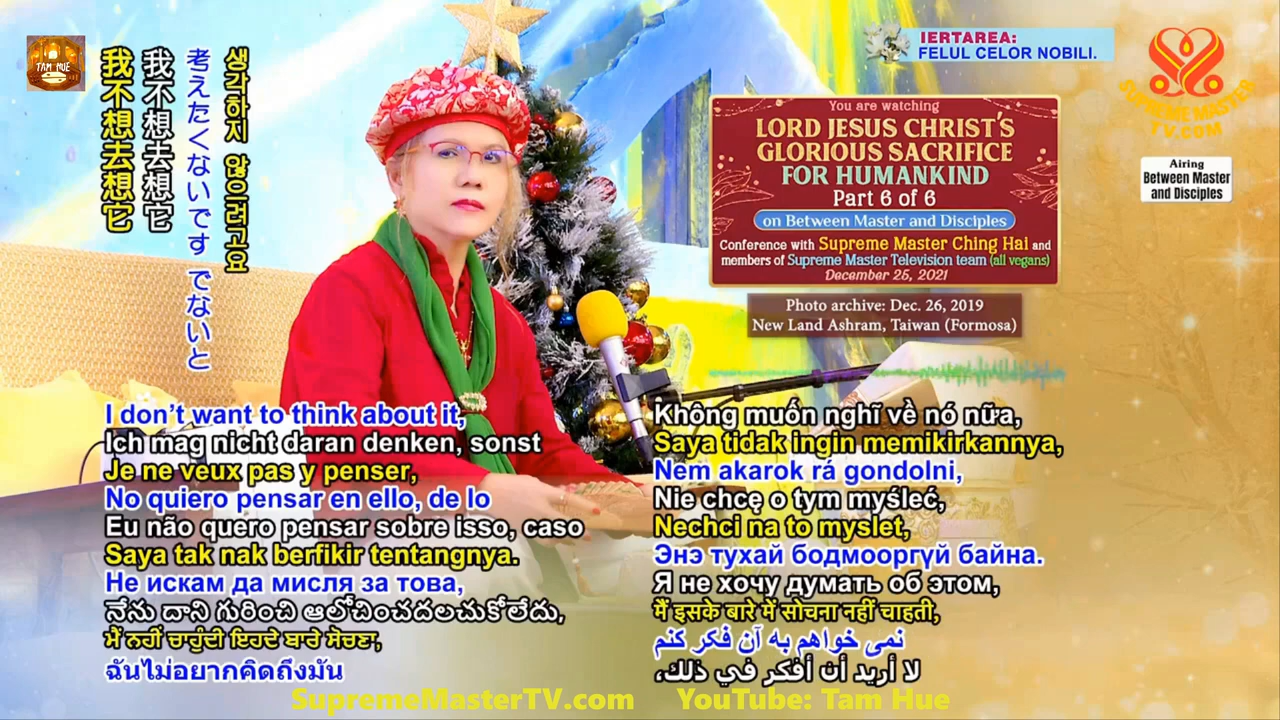 TAM HUE
我不想去想它
我不想去想它
考えたくないです でないと
생각하지 않으려고요
IERTAREA:
FELUL CELOR NOBILI.
SUPREME MASTER
TV.COM
Airing
Between Master
and Disciples
You are watching
LORD JESUS CHRIST'S
GLORIOUS SACRIFICE
FOR HUMANKIND
Part 6 of 6
on Between Master and Disciples
Conference with Supreme Master Ching Hai and
members of Supreme Master Television team (all vegans)
December 25, 2021
Photo archive: Dec. 26, 2019
New Land Ashram, Taiwan (Formosa)
I don't want to think about it,
Ich mag nicht daran denken, sonst
Je ne veux pas y penser,
No quiero pensar en ello, de lo
Eu não quero pensar sobre isso, caso
Saya tak nak berfikir tentangnya.
Не искам да мисля за това,
నేను దాని గురించి ఆలోచించదలచుకోలేదు,
ਮੈਂ ਨਹੀਂ ਚਾਹੁੰਦੀ ਇਹਦੇ ਬਾਰੇ ਸੋਚਣਾ,
ฉันไม่อยากคิดถึงมัน
Không muốn nghĩ về nó nữa,
Saya tidak ingin memikirkannya,
Nem akarok rá gondolni,
Nie chcę o tym myśleć,
Nechci na to myslet,
Энэ тухай бодмооргүй байна.
Я не хочу думать об этом,
मैं इसके बारे में सोचना नहीं चाहती,
نمی خواهم به آن فکر کنم
لا أريد أن أفكر في ذلك،
SupremeMasterTV.com YouTube: Tam Hue